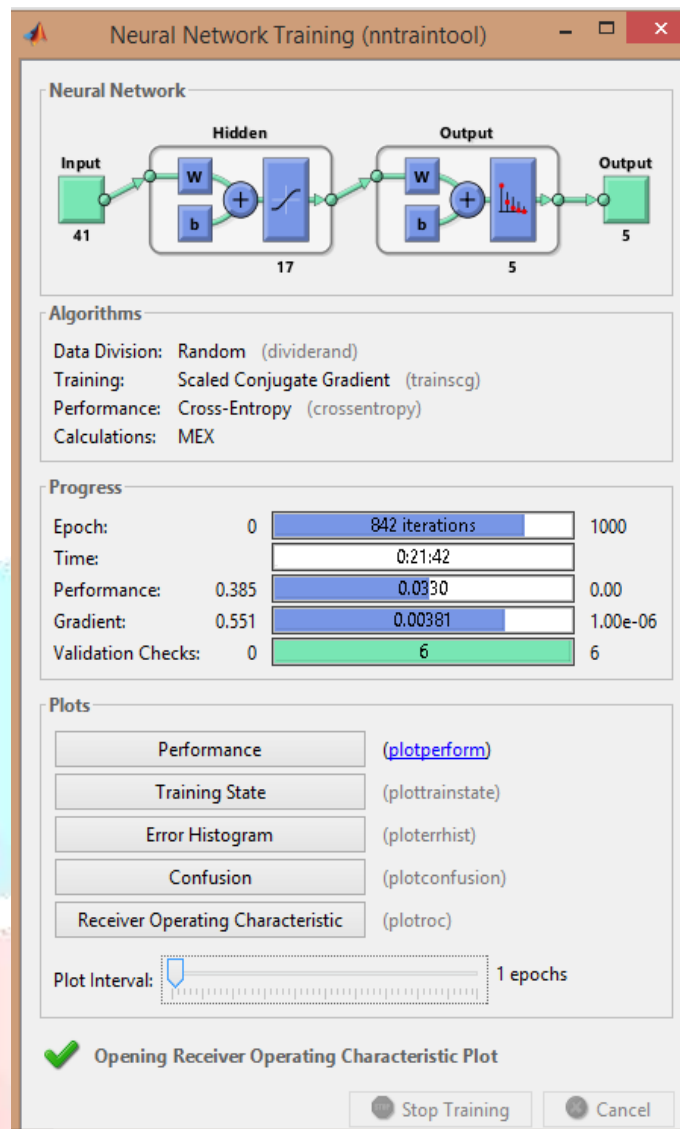 Neural Network Training (nntraintool)
Neural Network
Hidden
Output
Input
Output
W
W
b
b
41
17
5
5
Algorithms
Data Division: Random (dividerand)
Training: Scaled Conjugate Gradient (trainscg)
Performance: Cross-Entropy (crossentropy)
Calculations: MEX
Progress
Epoch: 0 842 iterations 1000
Time: 0:21:42
Performance: 0.385 0.0330 0.00
Gradient: 0.551 0.00381 1.00e-06
Validation Checks: 0 6 6
Plots
Performance (plotperform)
Training State (plottrainstate)
Error Histogram (ploterrhist)
Confusion (plotconfusion)
Receiver Operating Characteristic (plotroc)
Plot Interval: 1 epochs
Opening Receiver Operating Characteristic Plot
Stop Training Cancel